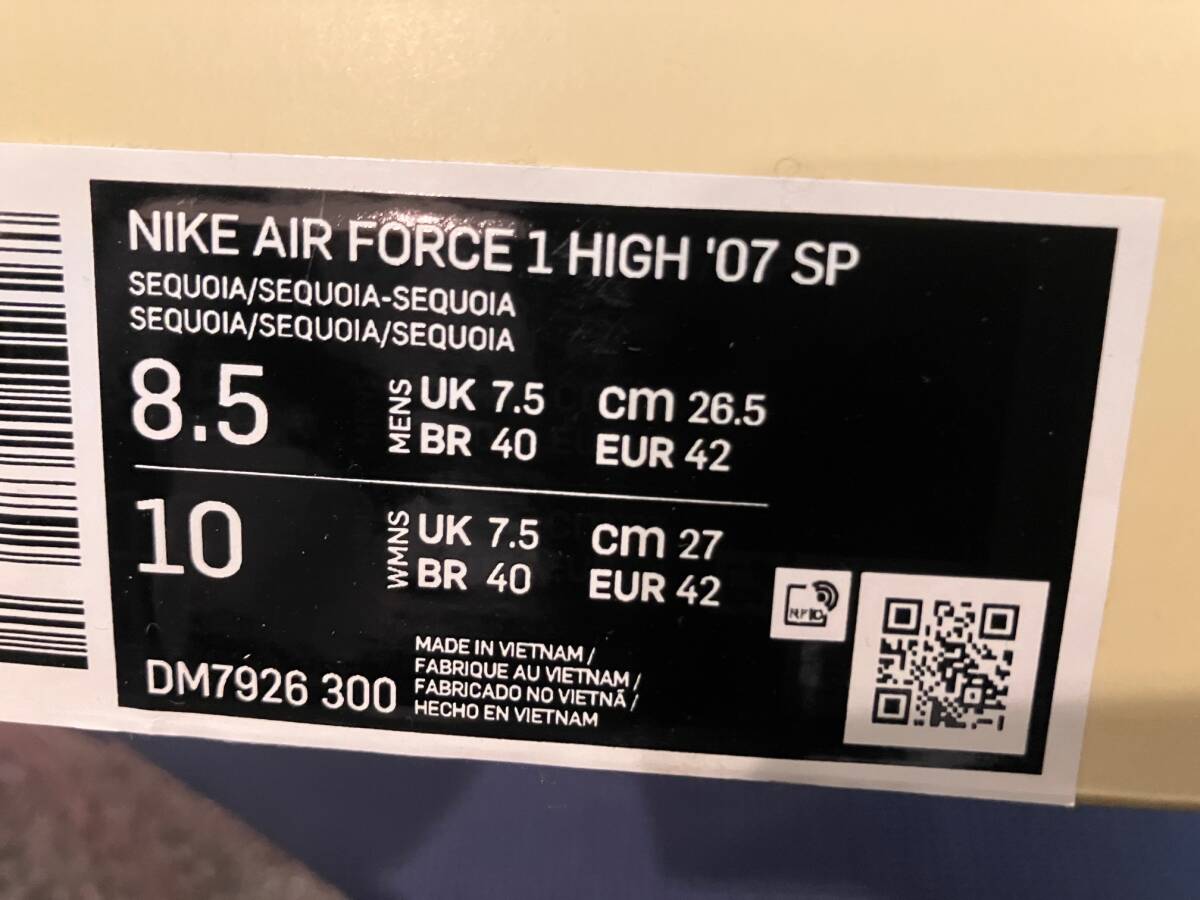 NIKE AIR FORCE 1 HIGH '07 SP
SEQUOIA/SEQUOIA-SEQUOIA
SEQUOIA/SEQUOIA/SEQUOIA
8.5 MENS UK 7.5 cm 26.5
BR 40 EUR 42
10 WMNS UK 7.5 cm 27
BR 40 EUR 42
DM7926 300
MADE IN VIETNAM /
FABRIQUE AU VIETNAM /
FABRICADO NO VIETNÃ /
HECHO EN VIETNAM